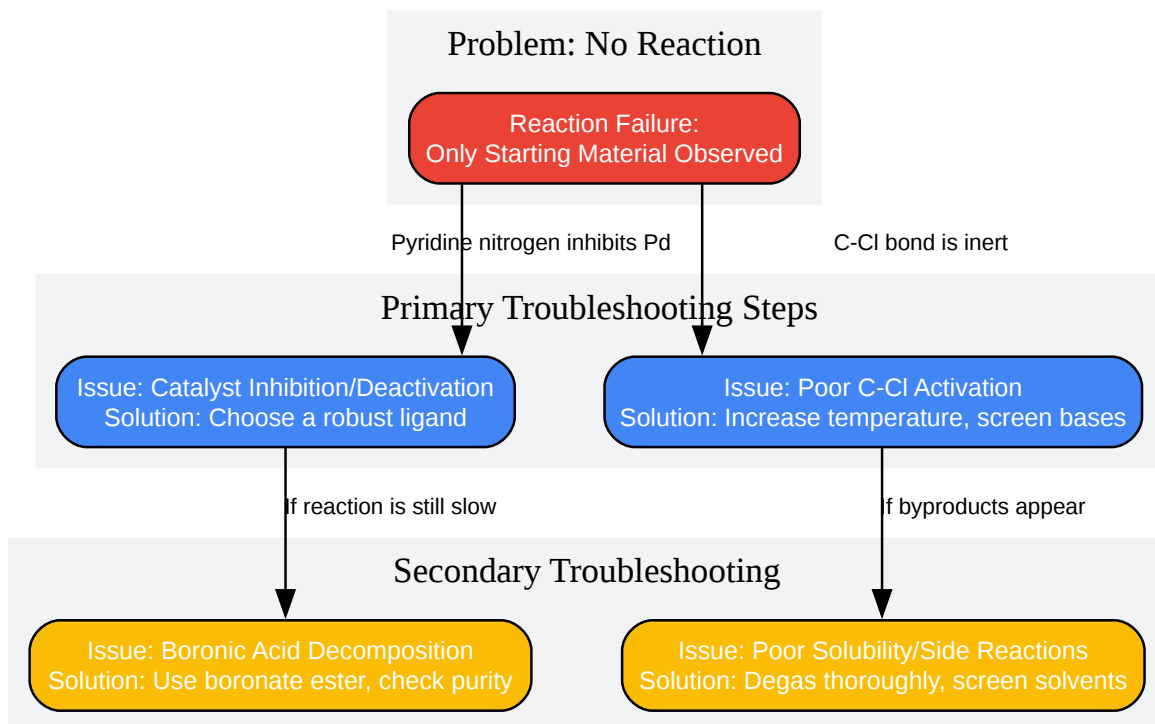 Problem: No Reaction
Reaction Failure:
Only Starting Material Observed
Pyridine nitrogen inhibits Pd
C-Cl bond is inert
Primary Troubleshooting Steps
Issue: Catalyst Inhibition/Deactivation
Solution: Choose a robust ligand
Issue: Poor C-Cl Activation
Solution: Increase temperature, screen bases
If reaction is still slow
If byproducts appear
Secondary Troubleshooting
Issue: Boronic Acid Decomposition
Solution: Use boronate ester, check purity
Issue: Poor Solubility/Side Reactions
Solution: Degas thoroughly, screen solvents